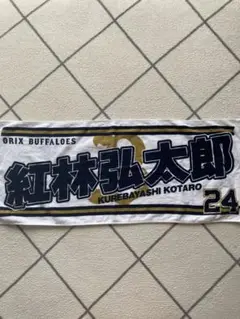 ORIX BUFFALOES
紅林弘太郎
KUREBAYASHI KOTARO
24